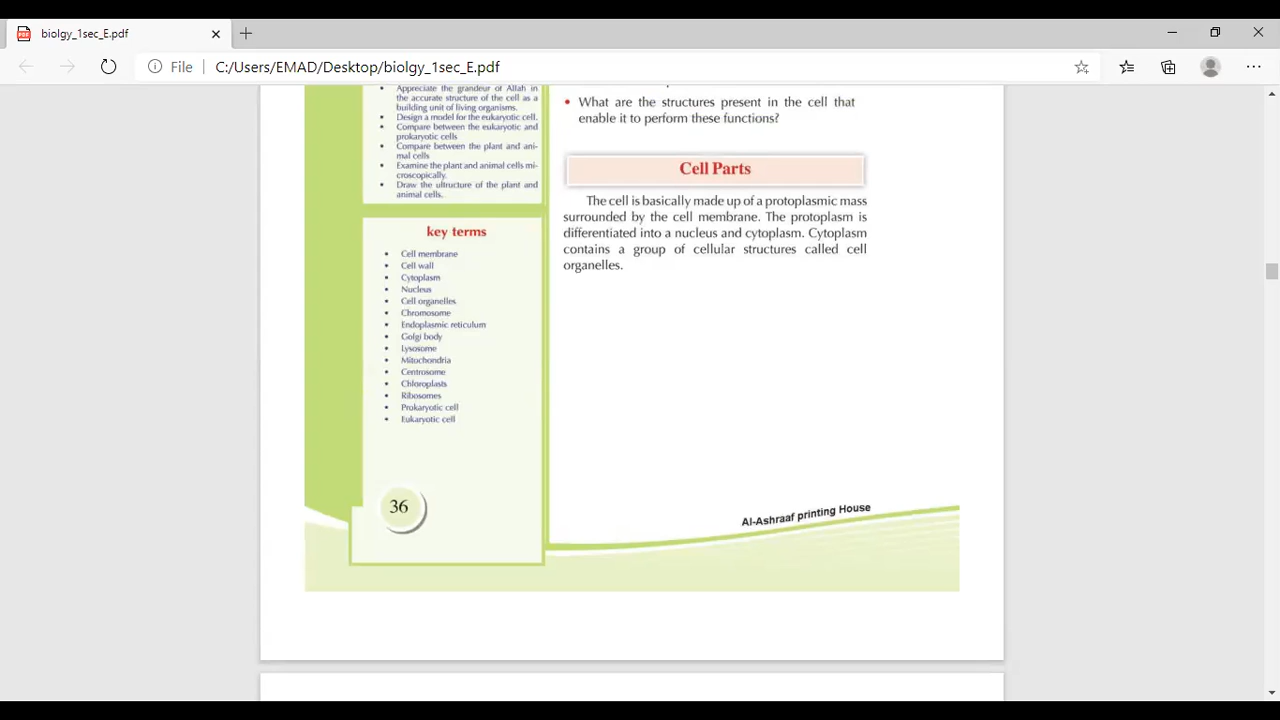 biolgy_1sec_E.pdf
File
C:/Users/EMAD/Desktop/biolgy_1sec_E.pdf
Appreciate the grandeur of Allah in
the accurate structure of the cell as a
building unit of living organisms.
• Design a model for the eukaryotic cell.
• Compare between the eukaryotic and
prokaryotic cells
• Compare between the plant and ani-
mal cells
• Examine the plant and animal cells mi-
croscopically.
• Draw the ultructure of the plant and
animal cells.
key terms
• Cell membrane
• Cell wall
• Cytoplasm
• Nucleus
• Cell organelles
• Chromosome
• Endoplasmic reticulum
• Golgi body
• Lysosome
• Mitochondria
• Centrosome
• Chloroplasts
• Ribosomes
• Prokaryotic cell
• Eukaryotic cell
36
• What are the structures present in the cell that
enable it to perform these functions?
Cell Parts
The cell is basically made up of a protoplasmic mass
surrounded by the cell membrane. The protoplasm is
differentiated into a nucleus and cytoplasm. Cytoplasm
contains a group of cellular structures called cell
organelles.
Al-Ashraaf printing House